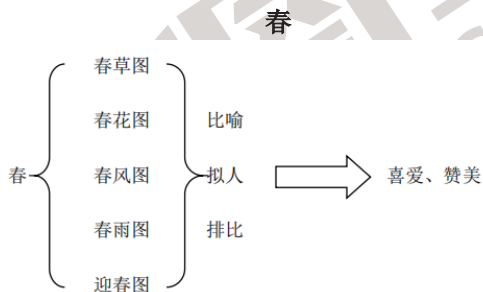 春
春草图
春花图 比喻
春 春风图 拟人 喜爱、赞美
春雨图 排比
迎春图